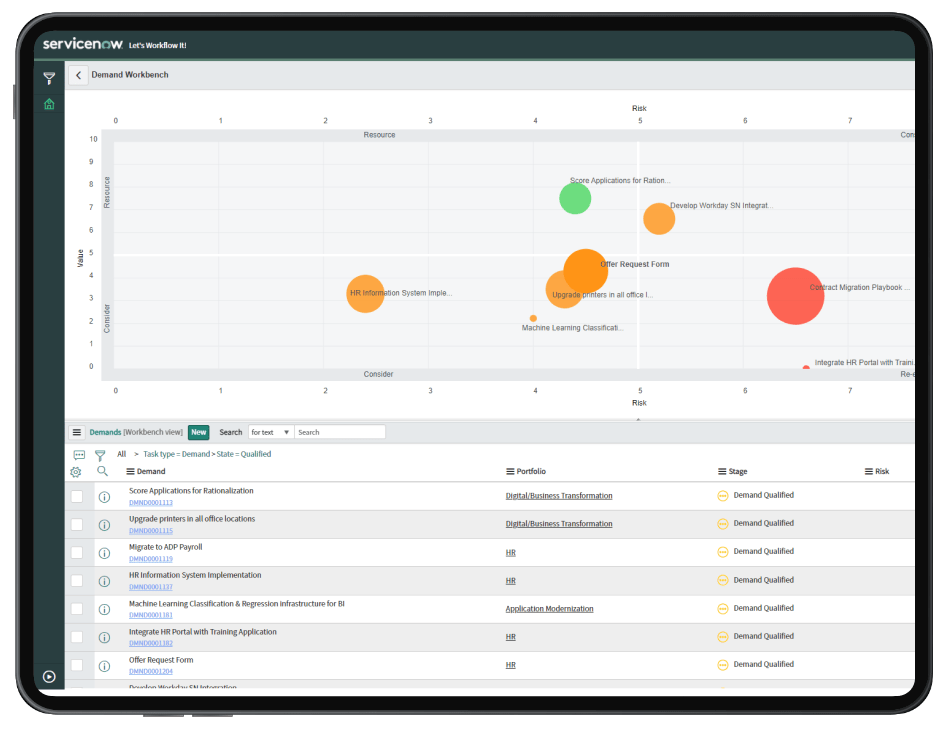 servicenow Let's Workflow It!
Demand Workbench
Risk
0 1 2 3 4 5 6 7
Resource Con
10
9
8
7
6
5
4
3
2
1
0
Value
Resource
Consider
Score Applications for Ration...
Develop Workday SN Integrat...
Offer Request Form
HR Information System Imple...
Upgrade printers in all office l...
Contract Migration Playbook ...
Machine Learning Classificati...
Integrate HR Portal with Traini
Consider Re-e
0 1 2 3 4 5 6 7
Risk
Demands [Workbench view] New Search for text Search
All > Task type = Demand > State = Qualified
Demand Portfolio Stage Risk
Score Applications for Rationalization
DMND0001113 Digital/Business Transformation Demand Qualified
Upgrade printers in all office locations
DMND0001115 Digital/Business Transformation Demand Qualified
Migrate to ADP Payroll
DMND0001119 HR Demand Qualified
HR Information System Implementation
DMND0001137 HR Demand Qualified
Machine Learning Classification & Regression infrastructure for BI
DMND0001181 Application Modernization Demand Qualified
Integrate HR Portal with Training Application
DMND0001182 HR Demand Qualified
Offer Request Form
DMND0001204 HR Demand Qualified
Develop Workday SN Integration